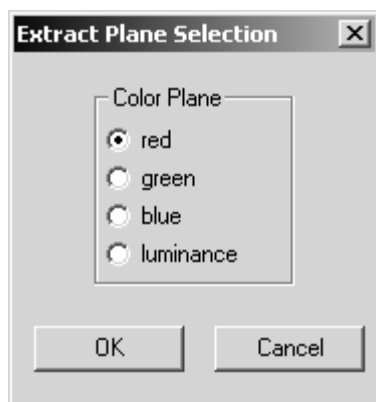 Extract Plane Selection
Color Plane
red
green
blue
luminance
OK
Cancel